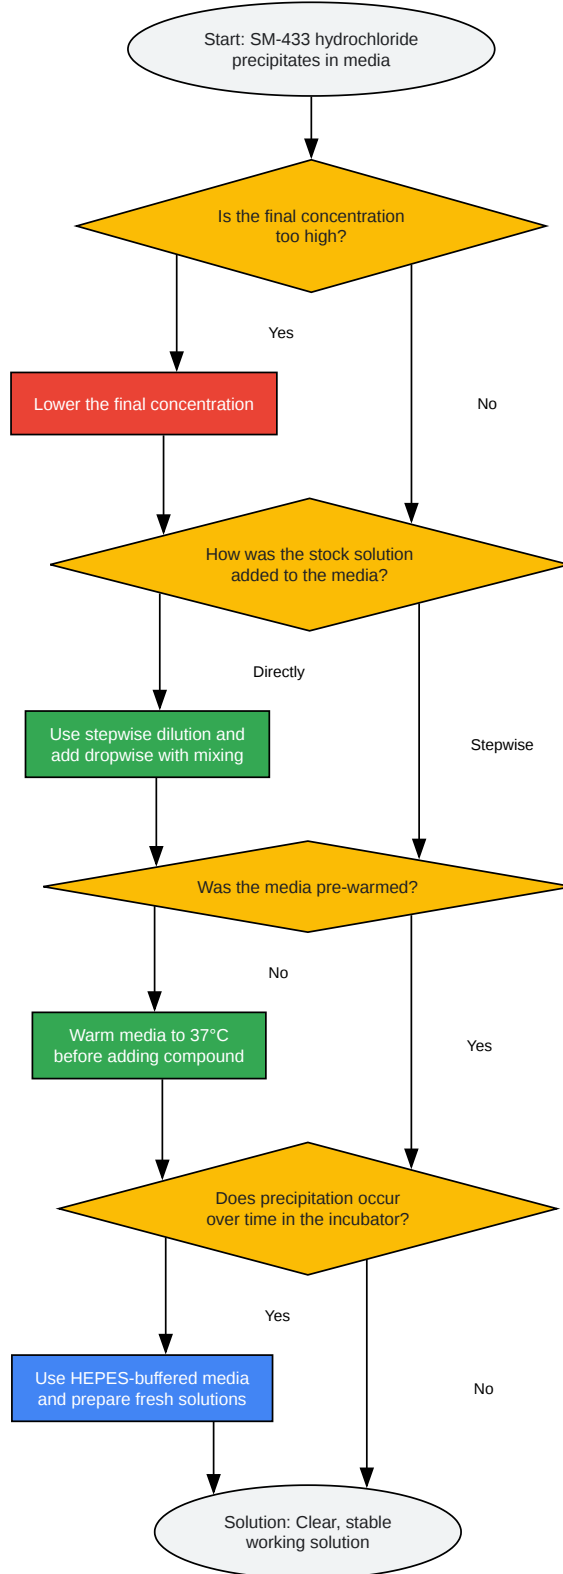 Start: SM-433 hydrochloride
precipitates in media
Is the final concentration
too high?
Yes
Lower the final concentration
No
How was the stock solution
added to the media?
Directly
Use stepwise dilution and
add dropwise with mixing
Stepwise
Was the media pre-warmed?
No
Warm media to 37°C
before adding compound
Yes
Does precipitation occur
over time in the incubator?
Yes
Use HEPES-buffered media
and prepare fresh solutions
No
Solution: Clear, stable
working solution